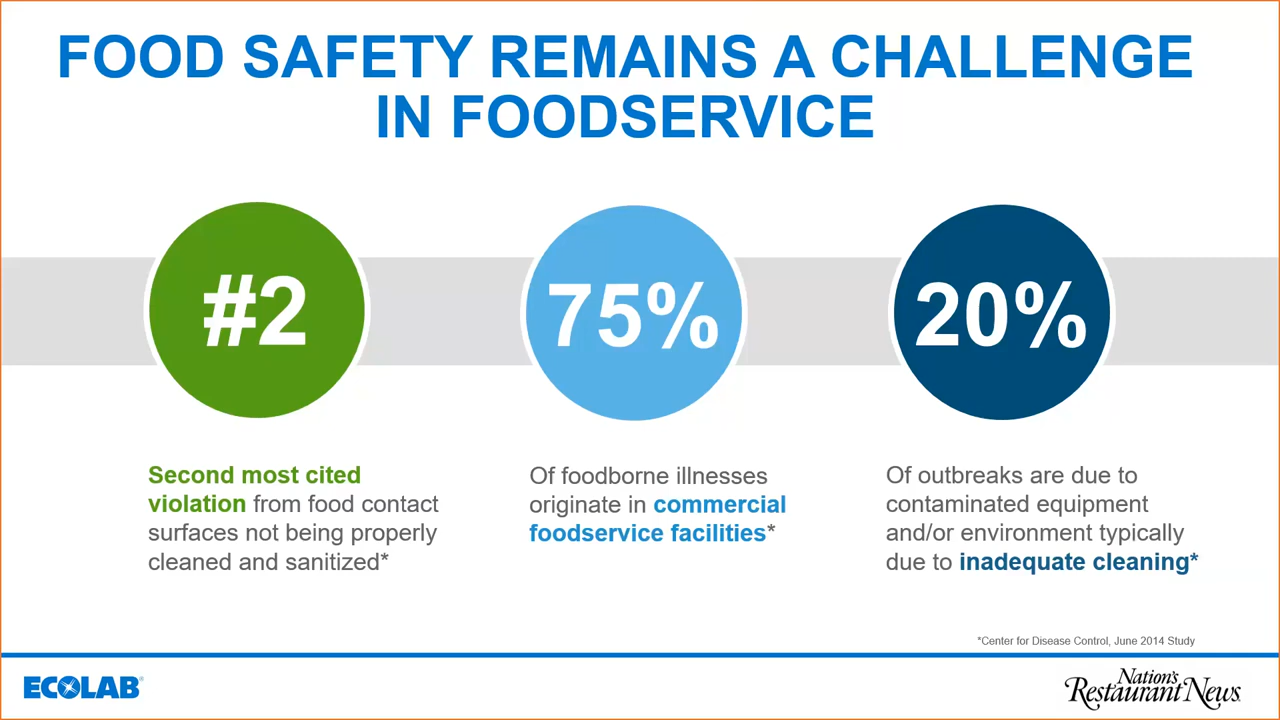 FOOD SAFETY REMAINS A CHALLENGE
IN FOODSERVICE
#2
75%
20%
Second most cited
violation from food contact
surfaces not being properly
cleaned and sanitized*
Of foodborne illnesses
originate in commercial
foodservice facilities*
Of outbreaks are due to
contaminated equipment
and/or environment typically
due to inadequate cleaning*
*Center for Disease Control, June 2014 Study
ECOLAB®
Nation's
Restaurant News